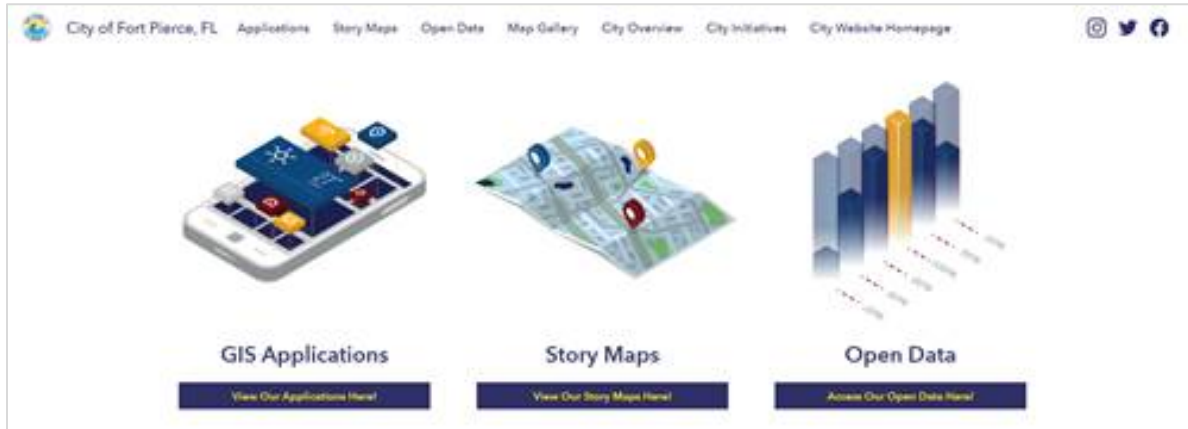 City of Fort Pierce, FL Applications Story Maps Open Data Map Gallery City Overview City Initiatives City Website Homepage
GIS Applications Story Maps Open Data
View Our Applications Here! View Our Story Maps Here! Access Our Open Data Here!